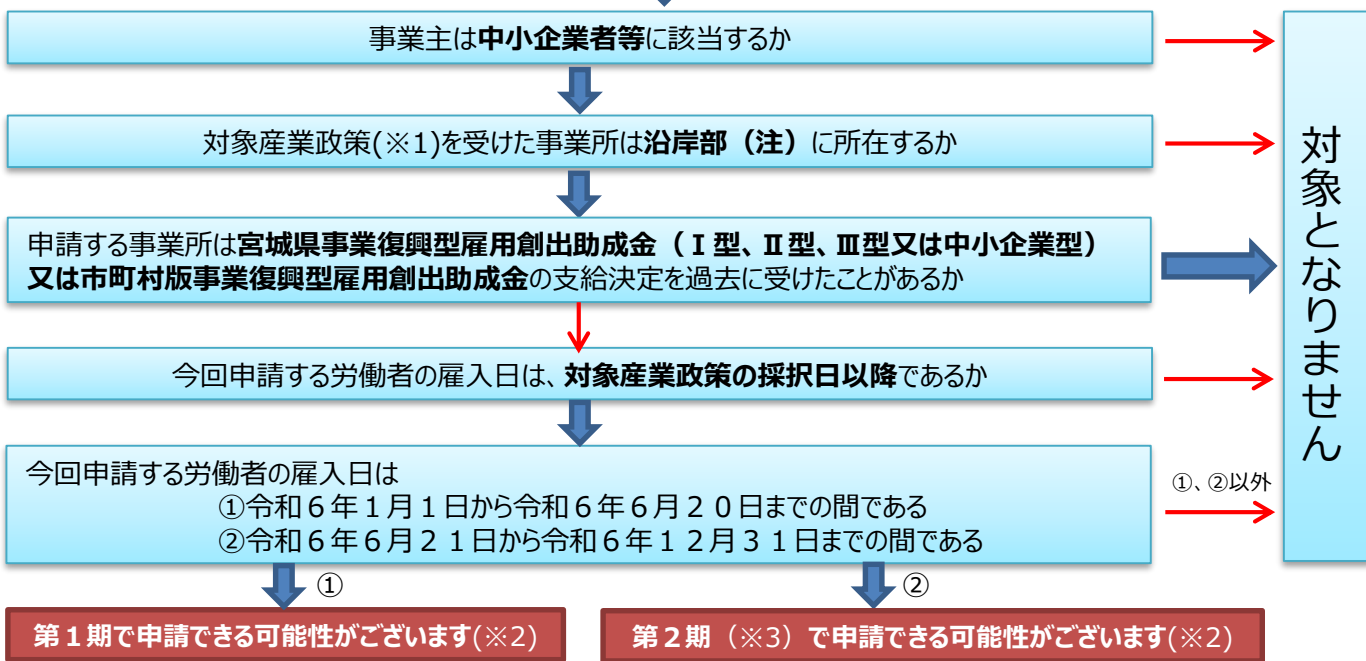 事業主は中小企業者等に該当するか
対象産業政策(※1)を受けた事業所は沿岸部（注）に所在するか
申請する事業所は宮城県事業復興型雇用創出助成金（Ⅰ型、Ⅱ型、Ⅲ型又は中小企業型）
又は市町村版事業復興型雇用創出助成金の支給決定を過去に受けたことがあるか
今回申請する労働者の雇入日は、対象産業政策の採択日以降であるか
今回申請する労働者の雇入日は
①令和６年１月１日から令和６年６月２０日までの間である
②令和６年６月２１日から令和６年１２月３１日までの間である
①、②以外
①
②
第１期で申請できる可能性がございます(※2)
第２期（※3）で申請できる可能性がございます(※2)
対象となりません